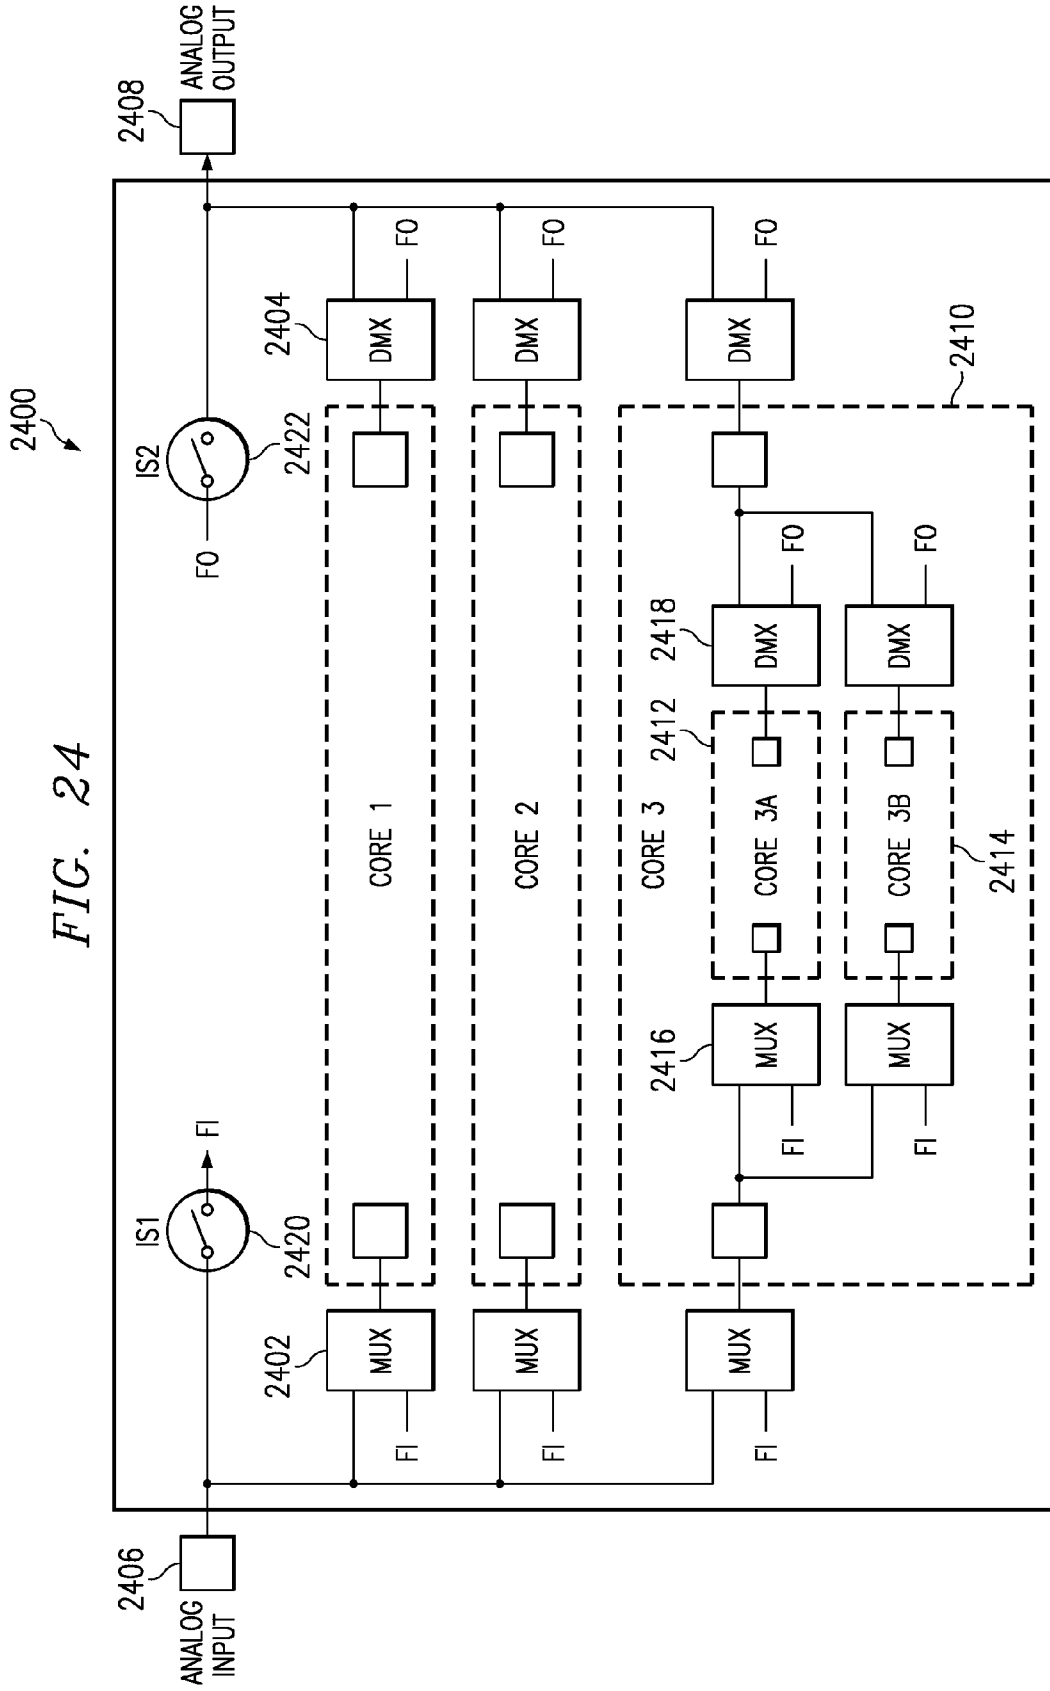 FIG. 24
2400
2406
ANALOG
INPUT
IS1
FI
2420
IS2
FO
2422
2408
ANALOG
OUTPUT
2402
MUX
FI
CORE 1
2404
DMX
FO
MUX
FI
CORE 2
DMX
FO
MUX
FI
CORE 3
2410
DMX
FO
2416
MUX
FI
2412
CORE 3A
2418
DMX
FO
MUX
FI
CORE 3B
2414
DMX
FO